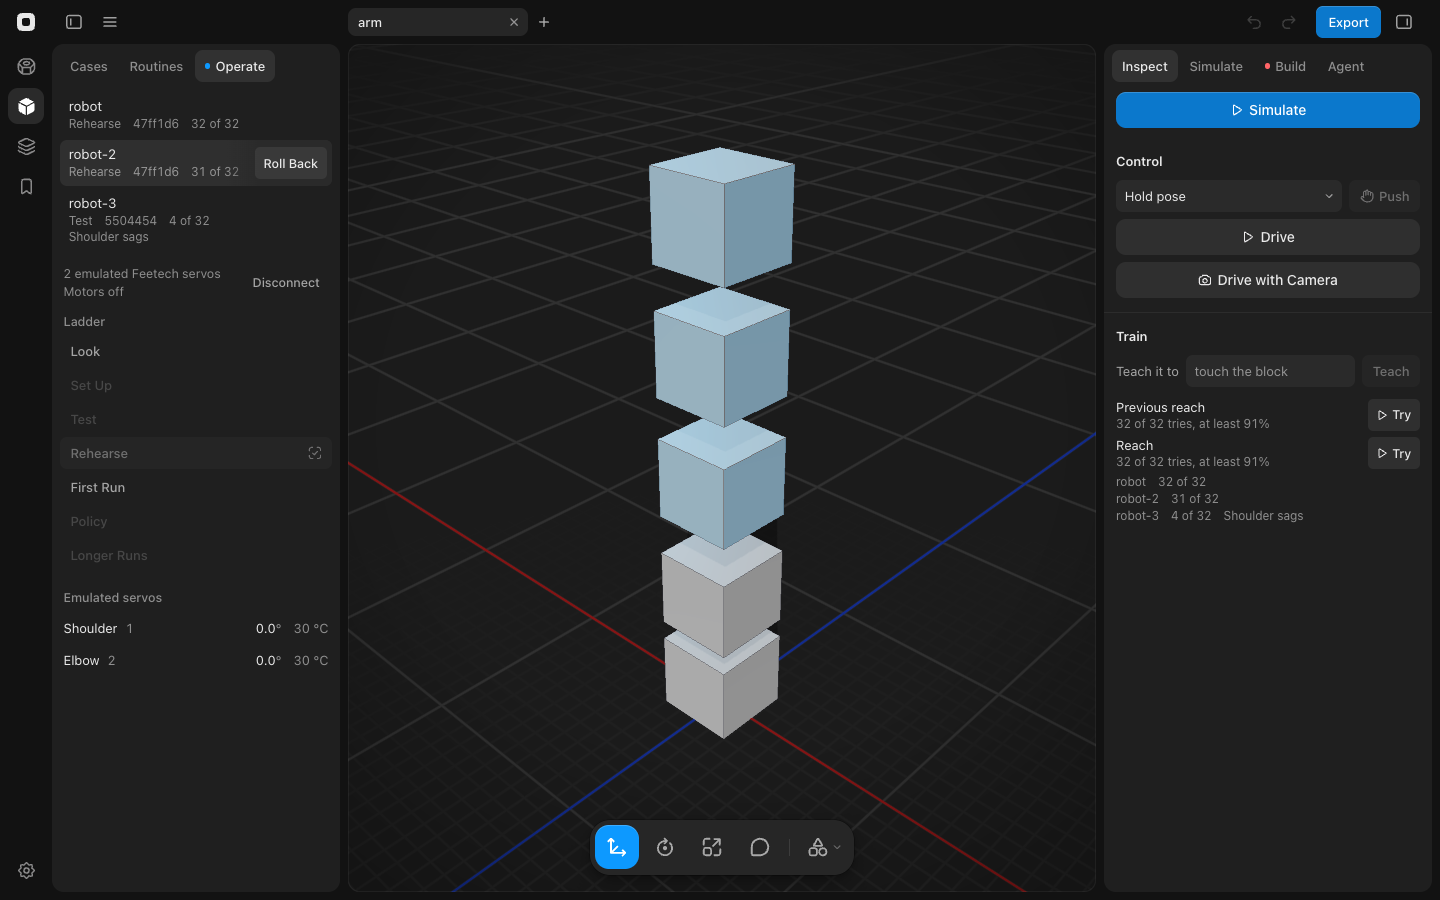 arm
Export
Cases Routines Operate
robot
Rehearse 47ff1d6 32 of 32
robot-2
Rehearse 47ff1d6 31 of 32
Roll Back
robot-3
Test 5504454 4 of 32
Shoulder sags
2 emulated Feetech servos
Motors off
Disconnect
Ladder
Look
Set Up
Test
Rehearse
First Run
Policy
Longer Runs
Emulated servos
Shoulder 1 0.0° 30 °C
Elbow 2 0.0° 30 °C
Inspect Simulate Build Agent
Simulate
Control
Hold pose Push
Drive
Drive with Camera
Train
Teach it to touch the block Teach
Previous reach
32 of 32 tries, at least 91%
Try
Reach
32 of 32 tries, at least 91%
Try
robot 32 of 32
robot-2 31 of 32
robot-3 4 of 32 Shoulder sags